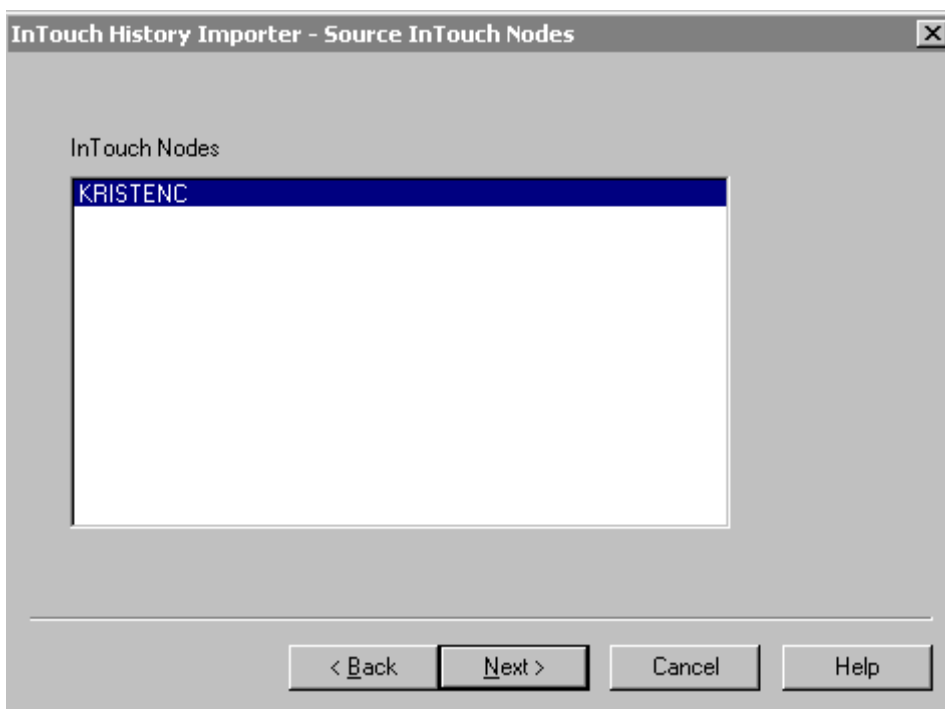 InTouch History Importer - Source InTouch Nodes
InTouch Nodes
KRISTENC
< Back Next > Cancel Help